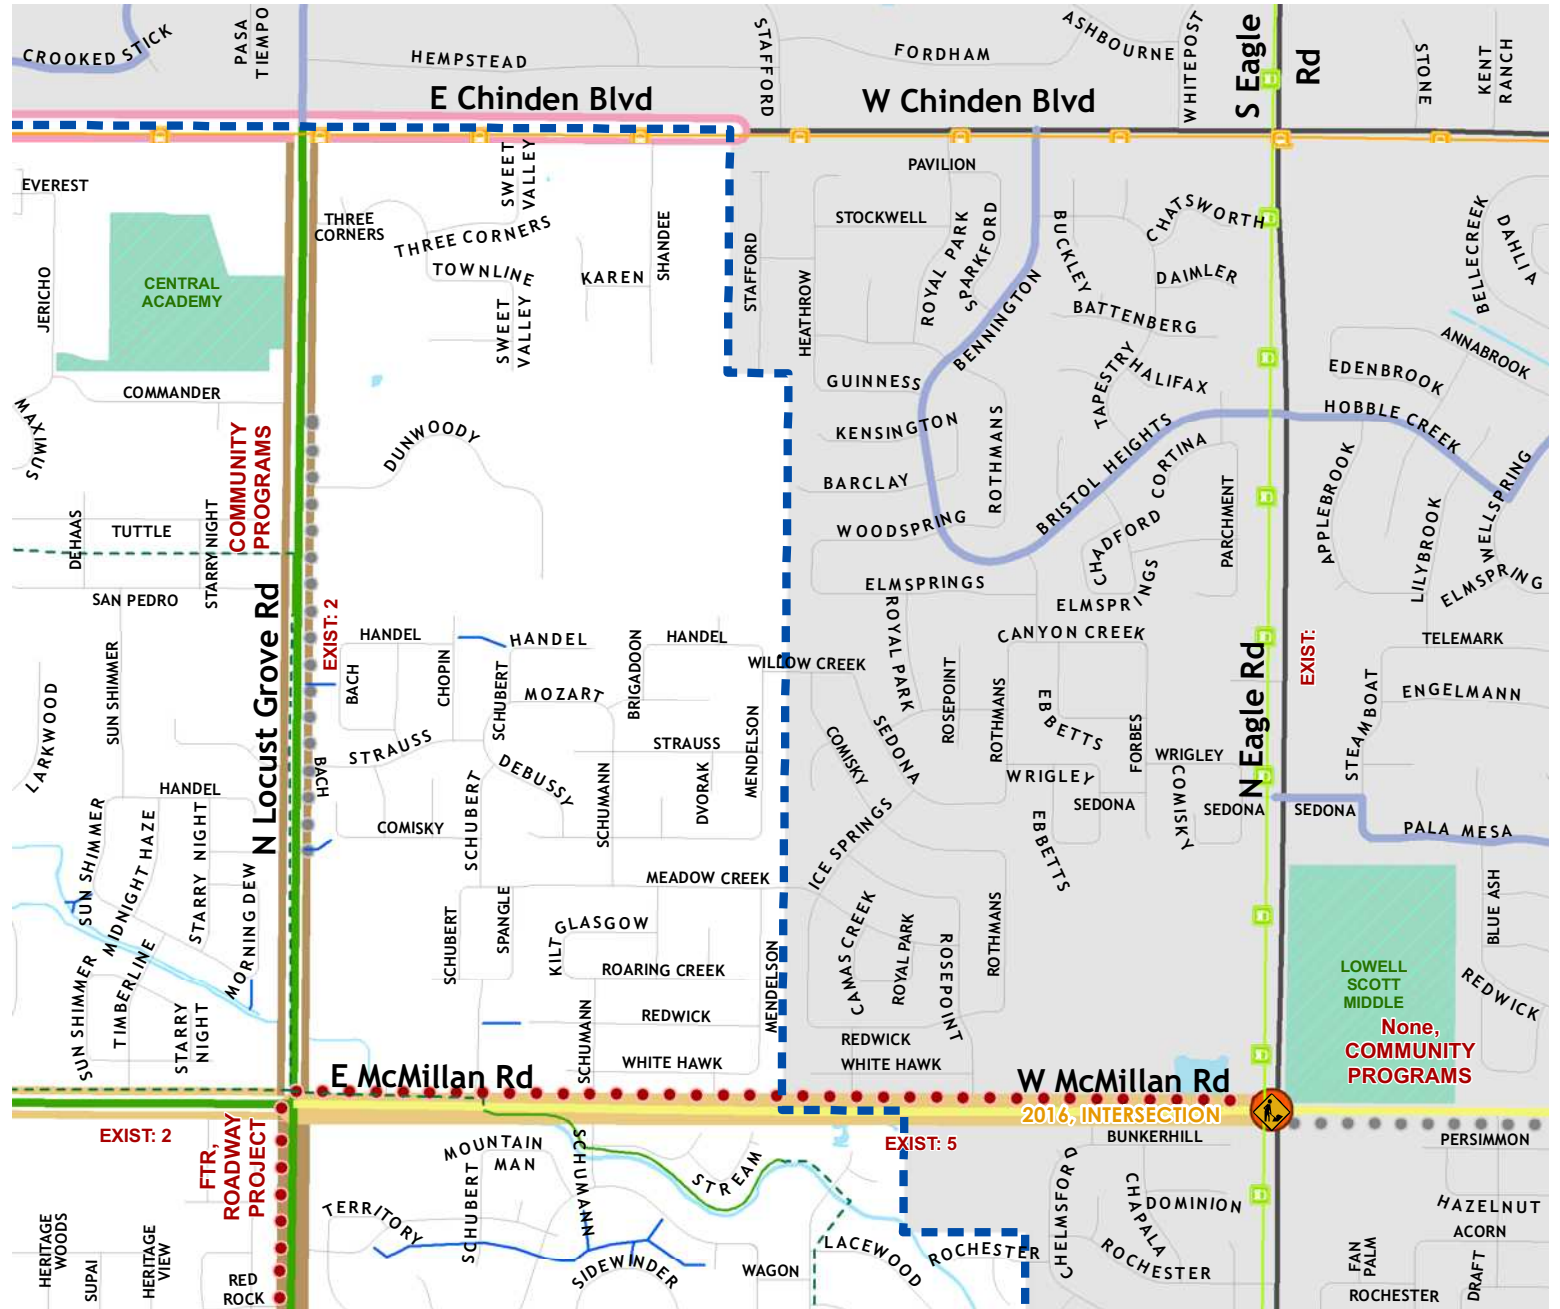 CROOKED STICK
PASA
TIEMPO
HEMPSTEAD
STAFFORD
FORDHAM
ASHBOURNE
WHITEPOST
S Eagle
Rd
STONE
KENT
RANCH
E Chinden Blvd
W Chinden Blvd
EVEREST
JERICHO
CENTRAL
ACADEMY
COMMANDER
MAXIMUS
THREE
CORNERS
THREE CORNERS
SWEET
VALLEY
TOWNLINE
SWEET
VALLEY
KAREN
SHANDEE
STAFFORD
HEATHROW
PAVILION
STOCKWELL
ROYAL PARK
SPARKFORD
BENNINGTON
BUCKLEY
CHATSWORTH
DAIMLER
BATTENBERG
BELLECREEK
DAHLIA
ANNABROOK
EDENBROOK
HOBBLE CREEK
TAPESTRY
HALIFAX
GUINNESS
KENSINGTON
BARCLAY
WOODSPRING
ROTHMANS
BRISTOL HEIGHTS
CORTINA
CHADFORD
PARCHMENT
APPLEBROOK
LILYBROOK
WELLSPRING
ELMSPRING
DUNWOODY
COMMUNITY
PROGRAMS
DEHAAS
TUTTLE
STARRY NIGHT
SAN PEDRO
N Locust Grove Rd
EXIST: 2
ELMSPRINGS
ELMSPRINGS
CANYON CREEK
HANDEL
HANDEL
HANDEL
BACH
CHOPIN
SCHUBERT
MOZART
BRIGADOON
WILLOW CREEK
ROYAL PARK
ROSEPOINT
ROTHMANS
EBBETTS
FORBES
N Eagle Rd
EXIST:
TELEMARK
ENGELMANN
STEAMBOAT
LARKWOOD
SUN SHIMMER
STRAUSS
STRAUSS
BACH
DEBUSSY
SCHUBERT
SCHUMANN
DVORAK
MENDELSON
COMISKY
SEDONA
WRIGLEY
WRIGLEY
SEDONA
COMISKY
SEDONA
SEDONA
PALA MESA
HANDEL
COMISKY
EBBETTS
ICE SPRINGS
SUN SHIMMER
MIDNIGHT HAZE
STARRY NIGHT
MORNING DEW
MEADOW CREEK
SCHUBERT
SPANGLE
KILT
GLASGOW
ROARING CREEK
MENDELSON
CAMAS CREEK
ROYAL PARK
ROSEPOINT
ROTHMANS
BLUE ASH
REDWICK
LOWELL
SCOTT
MIDDLE
None,
COMMUNITY
PROGRAMS
SUN SHIMMER
TIMBERLINE
STARRY
NIGHT
SCHUMANN
REDWICK
WHITE HAWK
REDWICK
WHITE HAWK
E McMillan Rd
W McMillan Rd
2016, INTERSECTION
EXIST: 2
FTR,
ROADWAY
PROJECT
EXIST: 5
BUNKERHILL
PERSIMMON
MOUNTAIN
MAN
SCHUBERT
SCHUMANN
STREAM
TERRITORY
SIDEWINDER
WAGON
LACEWOOD
ROCHESTER
CHELMSFORD
CHAPALA
DOMINION
ROCHESTER
HAZELNUT
ACORN
FAN
PALM
DRAFT
ROCHESTER
HERITAGE
WOODS
SUPAI
HERITAGE
VIEW
RED
ROCK